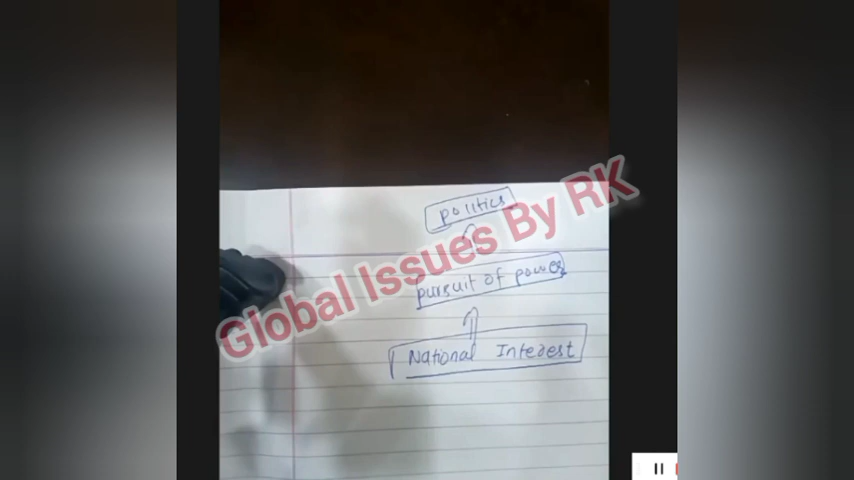 politics
pursuit of power
National Interest
Global Issues By RK